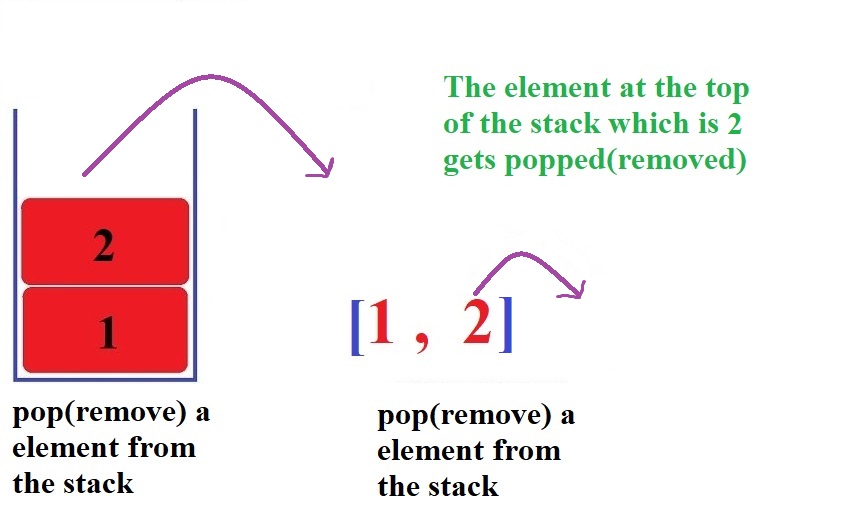 The element at the top
of the stack which is 2
gets popped(removed)
2
1
[1 , 2]
pop(remove) a
element from
the stack
pop(remove) a
element from
the stack